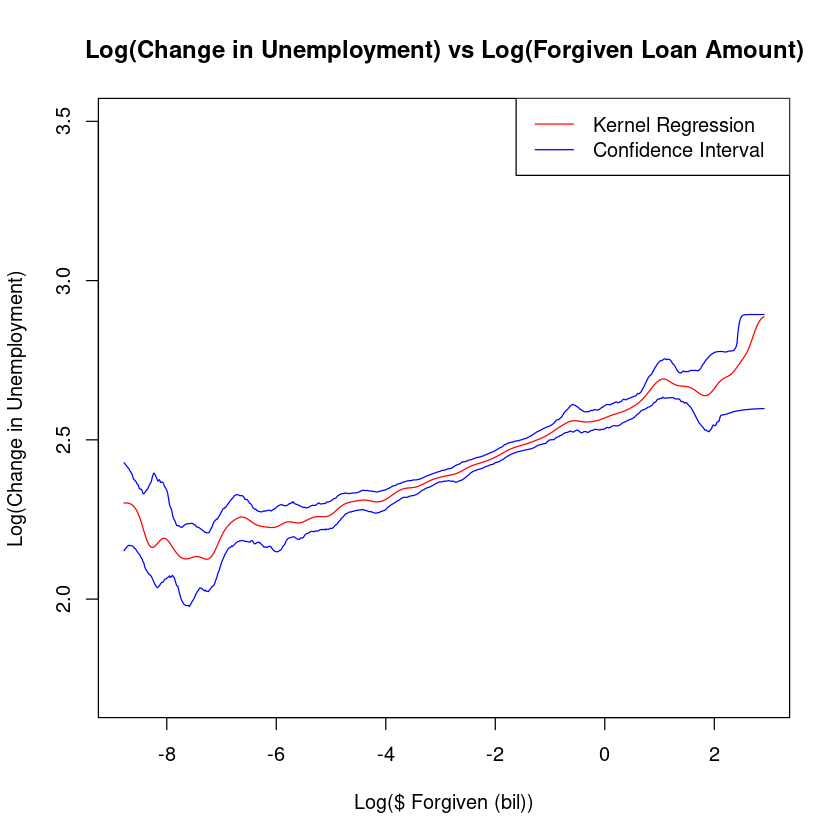 Log(Change in Unemployment) vs Log(Forgiven Loan Amount)
Kernel Regression
Confidence Interval
Log(Change in Unemployment)
3.5
3.0
2.5
2.0
-8 -6 -4 -2 0 2
Log($ Forgiven (bil))